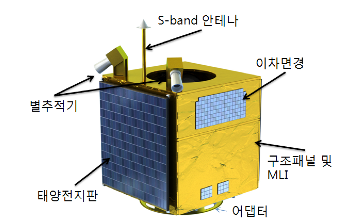 S-band 안테나
이차면경
별추적기
구조패널 및
MLI
태양전지판
어댑터